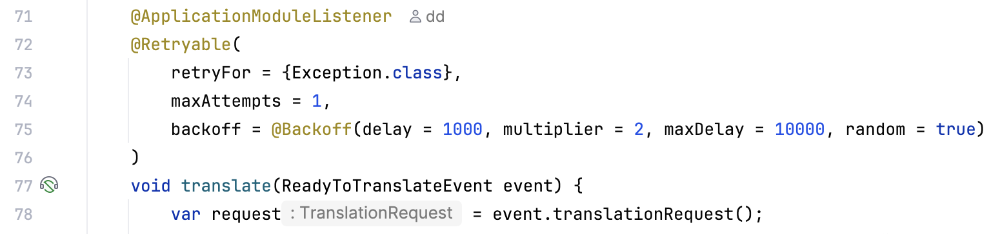 71 @ApplicationModuleListener dd
72 @Retryable(
73 retryFor = {Exception.class},
74 maxAttempts = 1,
75 backoff = @Backoff(delay = 1000, multiplier = 2, maxDelay = 10000, random = true)
76 )
77 void translate(ReadyToTranslateEvent event) {
78 var request : TranslationRequest = event.translationRequest();